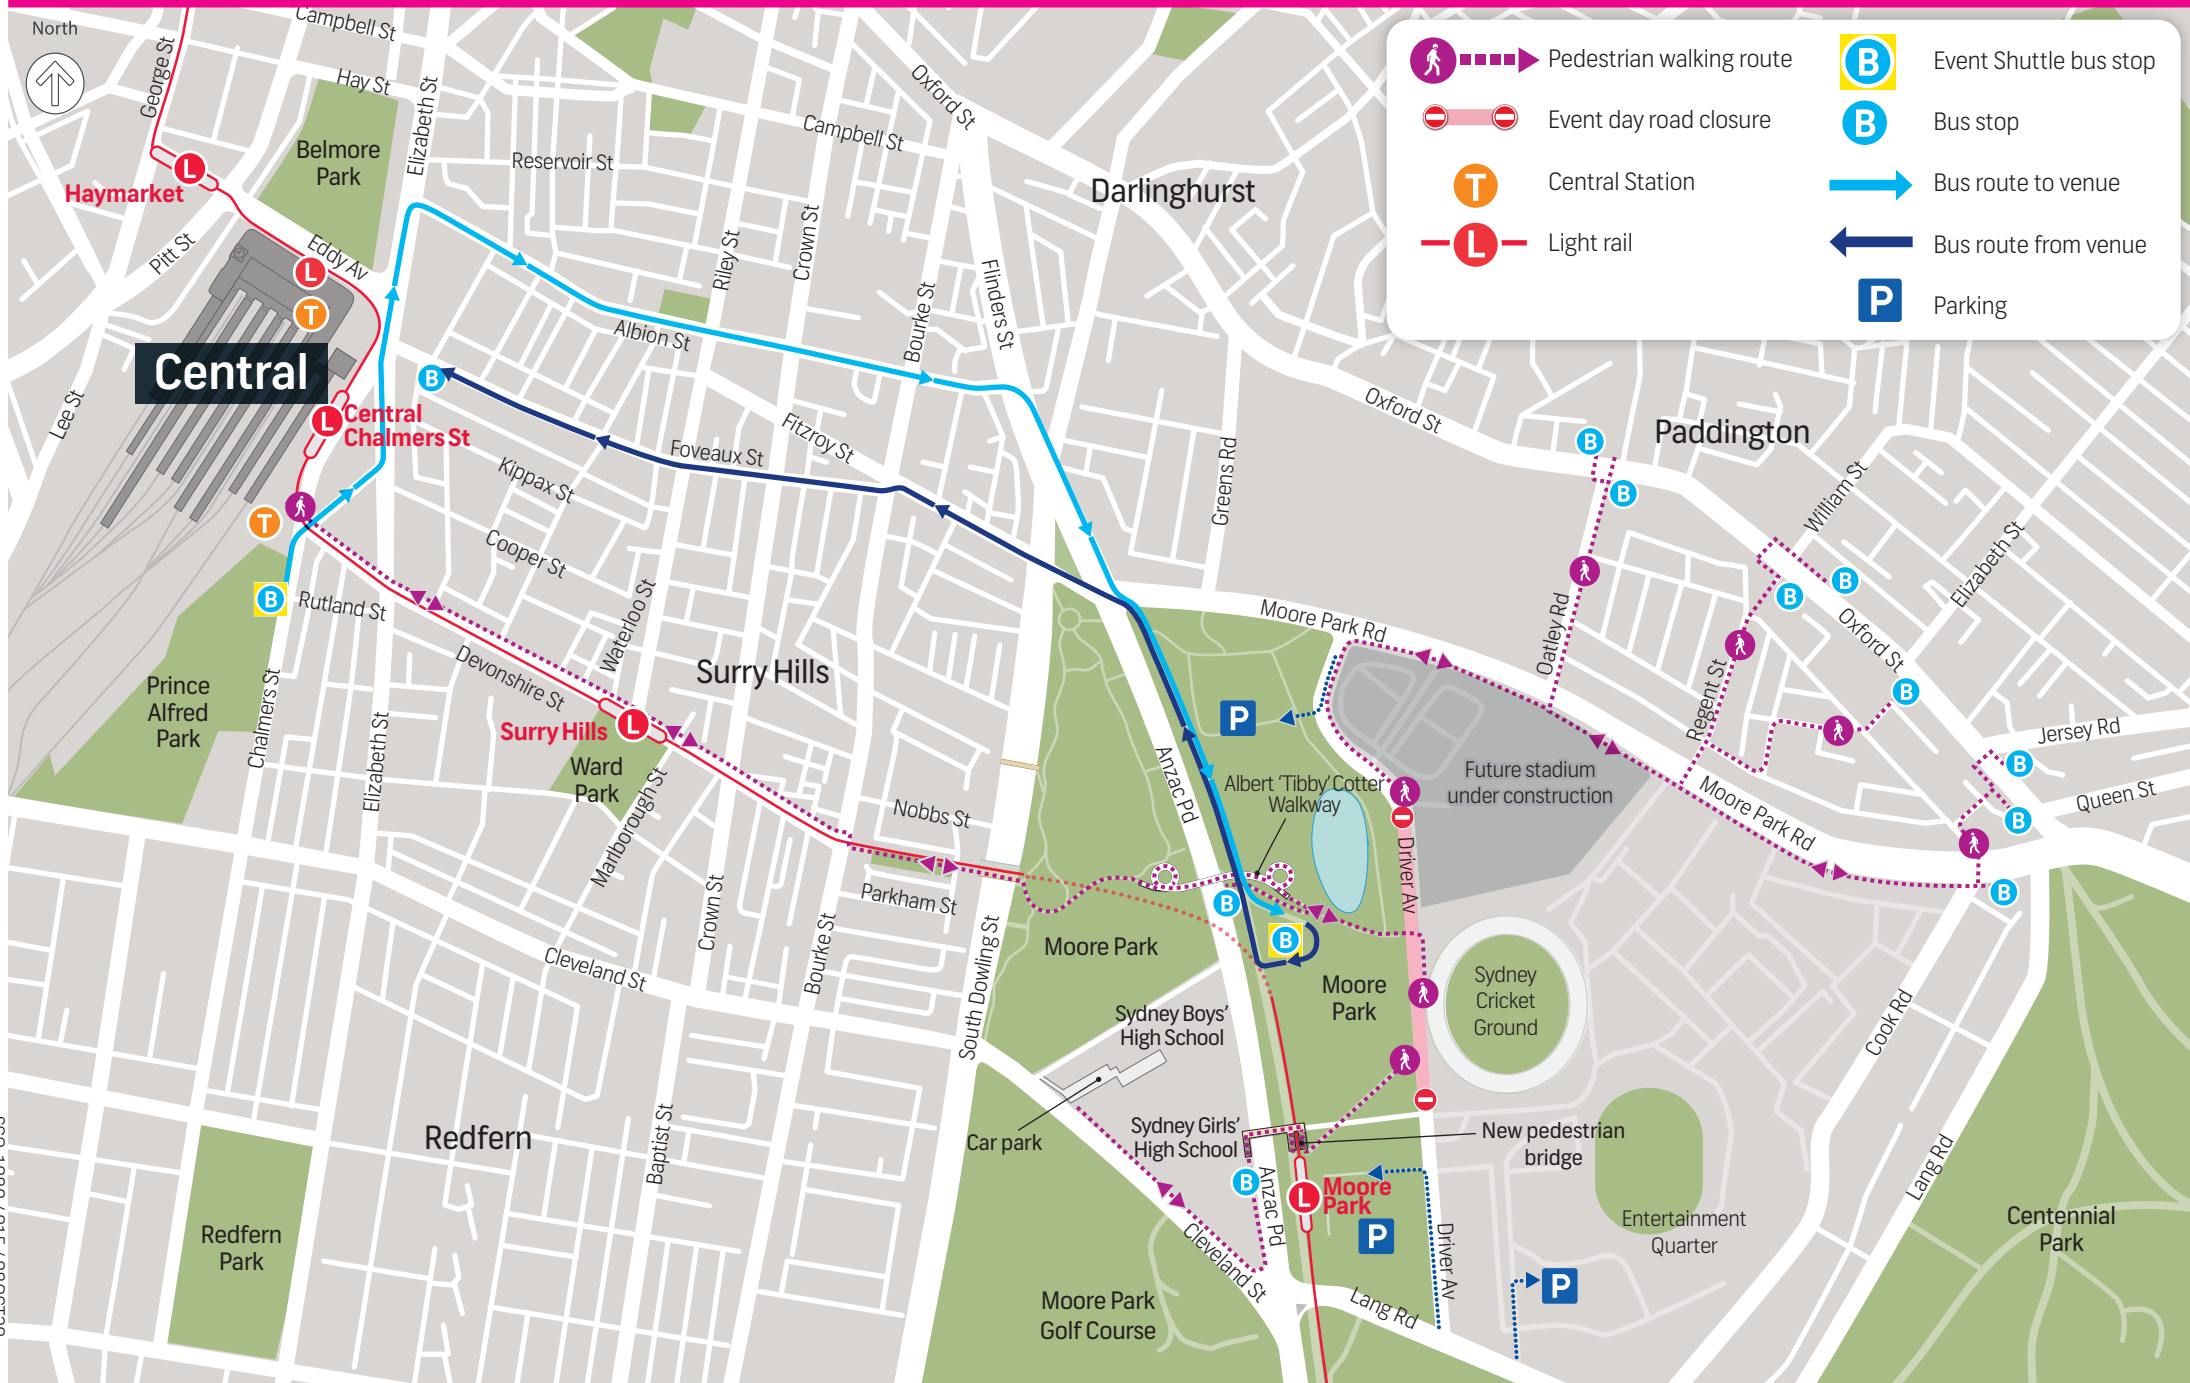 North
Campbell St
George St
Hay St
Elizabeth St
Belmore
Park
Haymarket
L
Pitt St
Eddy Av
L
T
Central
Lee St
L
Central
Chalmers St
T
B
B
Reservoir St
Riley St
Crown St
Campbell St
Oxford St
Darlinghurst
Flinders St
Bourke St
Albion St
Fitzroy St
Foveaux St
Kippax St
Cooper St
Waterloo St
Rutland St
Devonshire St
Surry Hills
Surry Hills
L
Ward
Park
Prince
Alfred
Park
Chalmers St
Elizabeth St
Marlborough St
Nobbs St
Parkham St
Crown St
Bourke St
Cleveland St
South Dowling St
Redfern
Redfern
Park
Baptist St
Pedestrian walking route
Event day road closure
T
Central Station
L
Light rail
B
Event Shuttle bus stop
B
Bus stop
Bus route to venue
Bus route from venue
P
Parking
Greens Rd
Oxford St
Paddington
B
B
William St
Elizabeth St
Oatley Rd
Regent St
B
B
Oxford St
B
Jersey Rd
B
Queen St
B
B
Moore Park Rd
Moore Park Rd
P
Future stadium
under construction
Albert 'Tibby' Cotter
Walkway
Anzac Pd
Driver Av
B
B
Moore Park
Moore
Park
Sydney
Cricket
Ground
Cook Rd
Lang Rd
Sydney Boys'
High School
Car park
Sydney Girls'
High School
New pedestrian
bridge
B
Anzac Pd
L
Moore
Park
P
Driver Av
Cleveland St
Lang Rd
P
Entertainment
Quarter
Centennial
Park
Moore Park
Golf Course